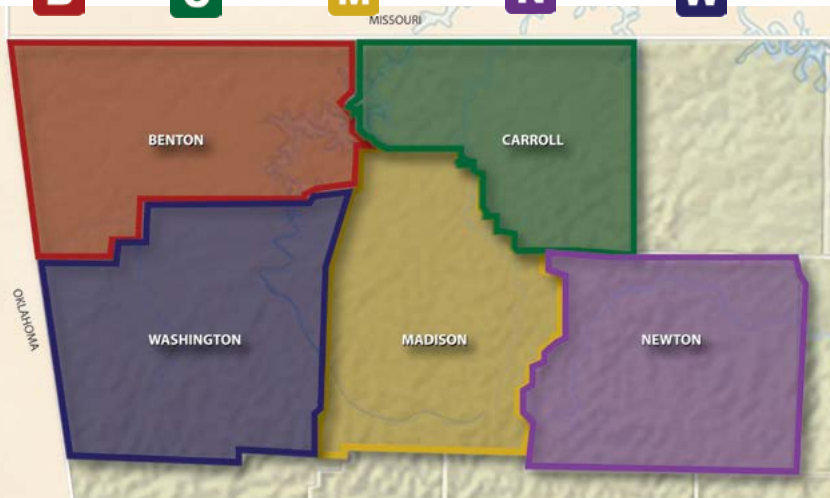 B C M N W
MISSOURI
BENTON
CARROLL
OKLAHOMA
WASHINGTON
MADISON
NEWTON